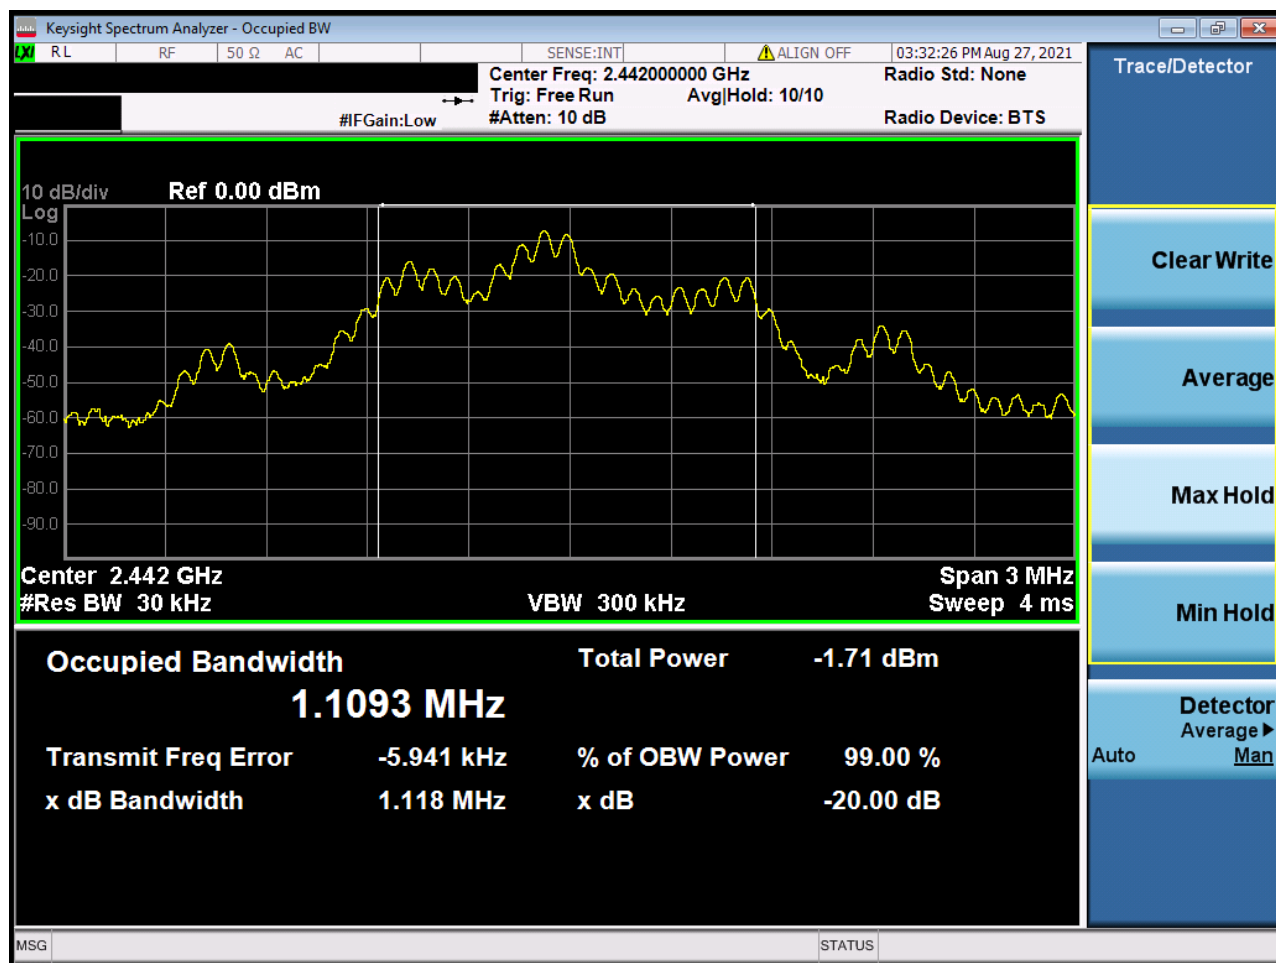 Keysight Spectrum Analyzer - Occupied BW
LXI RL RF 50 Ω AC SENSE:INT ALIGN OFF 03:32:26 PM Aug 27, 2021
Center Freq: 2.442000000 GHz Radio Std: None
Trig: Free Run Avg|Hold: 10/10
#IFGain:Low #Atten: 10 dB Radio Device: BTS
10 dB/div Ref 0.00 dBm
Log
-10.0
-20.0
-30.0
-40.0
-50.0
-60.0
-70.0
-80.0
-90.0
Center 2.442 GHz Span 3 MHz
#Res BW 30 kHz VBW 300 kHz Sweep 4 ms
Occupied Bandwidth Total Power -1.71 dBm
1.1093 MHz
Transmit Freq Error -5.941 kHz % of OBW Power 99.00 %
x dB Bandwidth 1.118 MHz x dB -20.00 dB
MSG STATUS
Trace/Detector
Clear Write
Average
Max Hold
Min Hold
Detector
Average
Auto Man